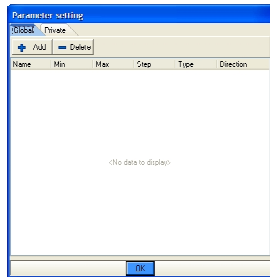 Parameter setting
Global Private
Add Delete
Name Min Max Step Type Direction
<No data to display>
OK